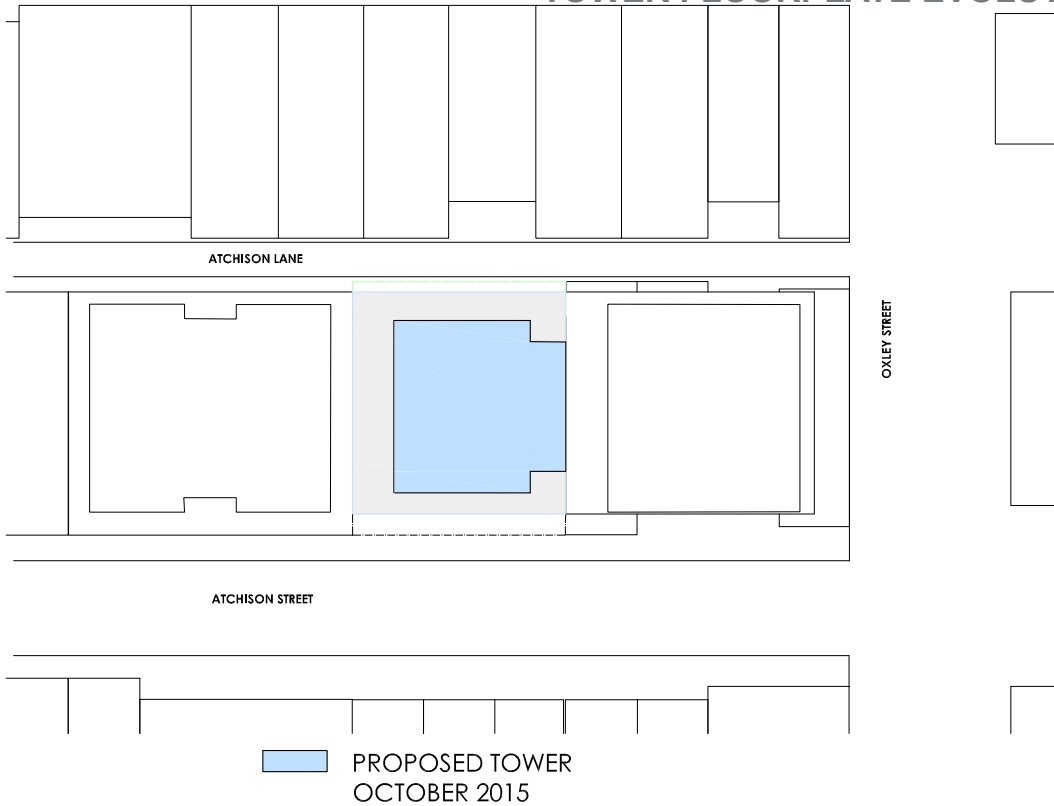 ATCHISON LANE
OXLEY STREET
ATCHISON STREET
PROPOSED TOWER
OCTOBER 2015